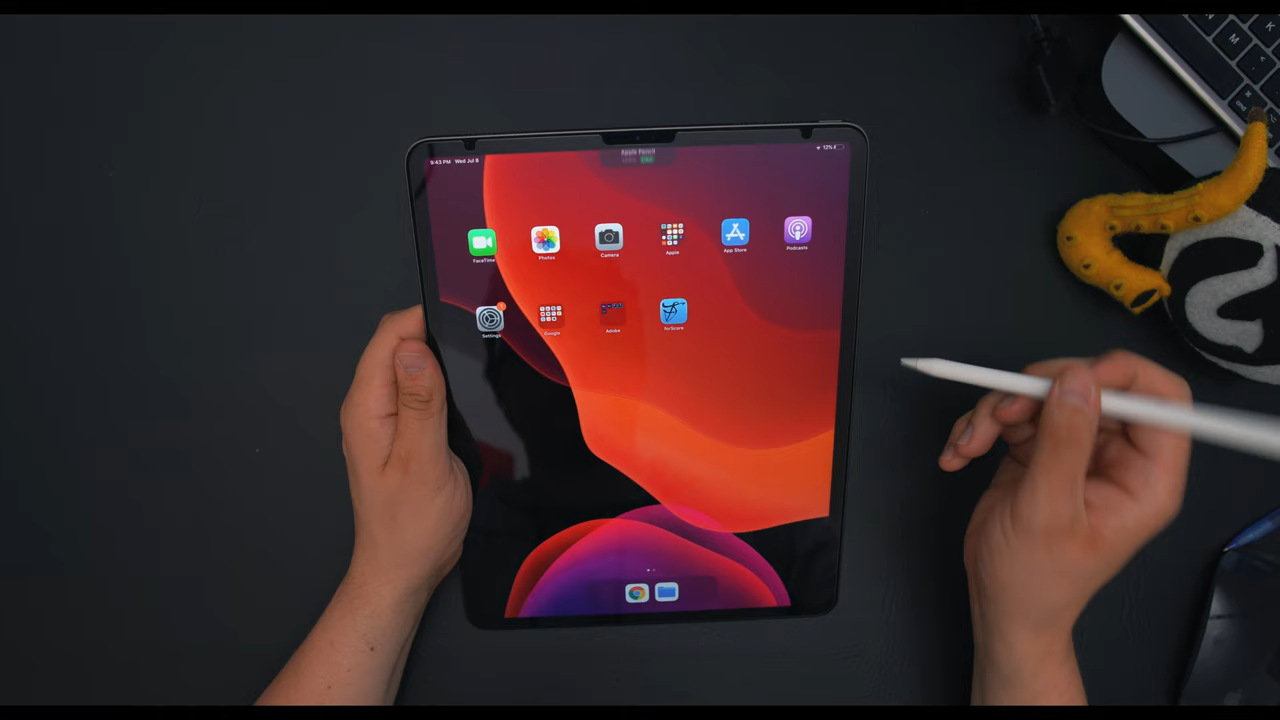 9:43 PM Wed Jul 8
Apple Pencil
12%
FaceTime
Photos
Camera
Apple
App Store
Podcasts
Settings
Google
Adobe
forScore
N
K
M